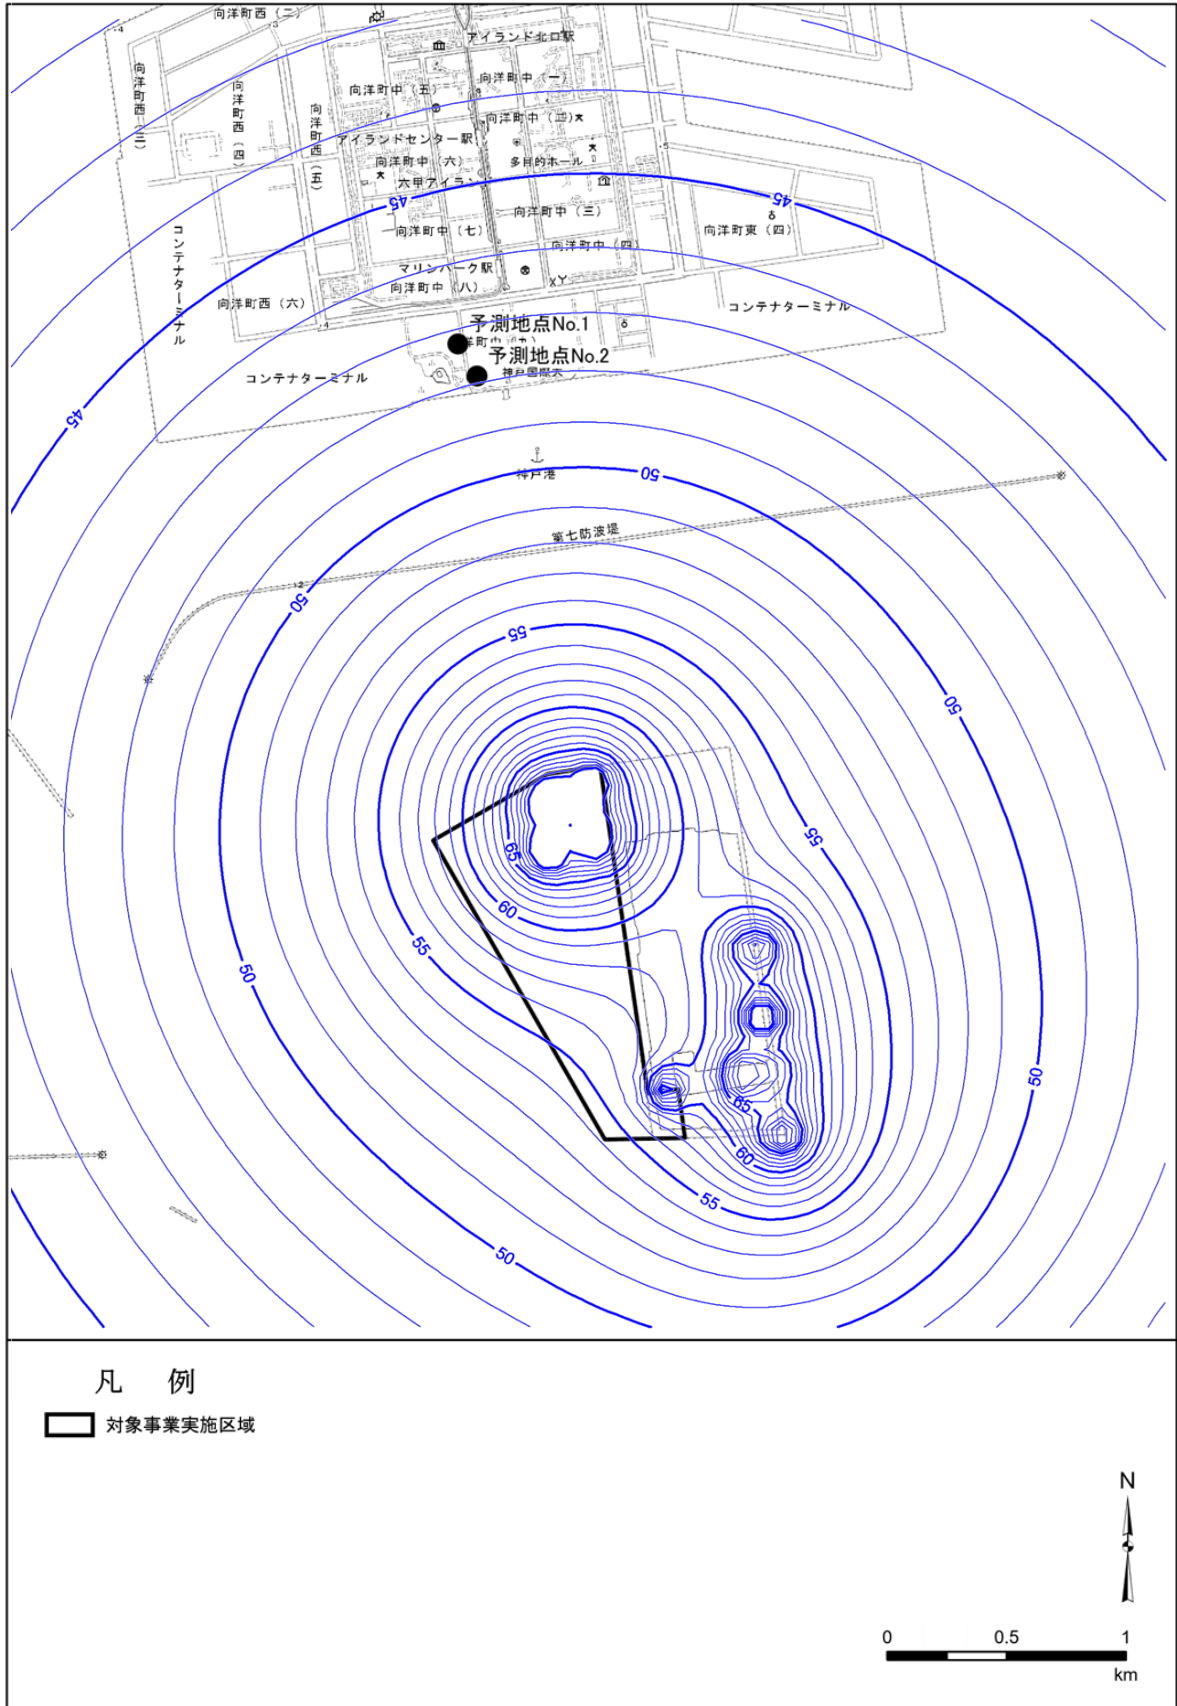 向洋町西（二）
アイランド北口駅
向洋町西（三）
向洋町西（四）
向洋町西（五）
向洋町中（五）
向洋町中（一）
向洋町中（二）
アイランドセンター駅
向洋町中（六）
多目的ホール
六甲アイラン
45
45
向洋町中（三）
向洋町東（四）
向洋町中（七）
向洋町中（四）
コンテナターミナル
マリンパーク駅
向洋町中（八）
向洋町西（六）
コンテナターミナル
予測地点No.1
洋町中（九）
予測地点No.2
神戸国際大
コンテナターミナル
45
神戸港
50
第七防波堤
50
55
50
65
55
60
55
50
50
65
60
55
50
凡 例
対象事業実施区域
N
0 0.5 1
km